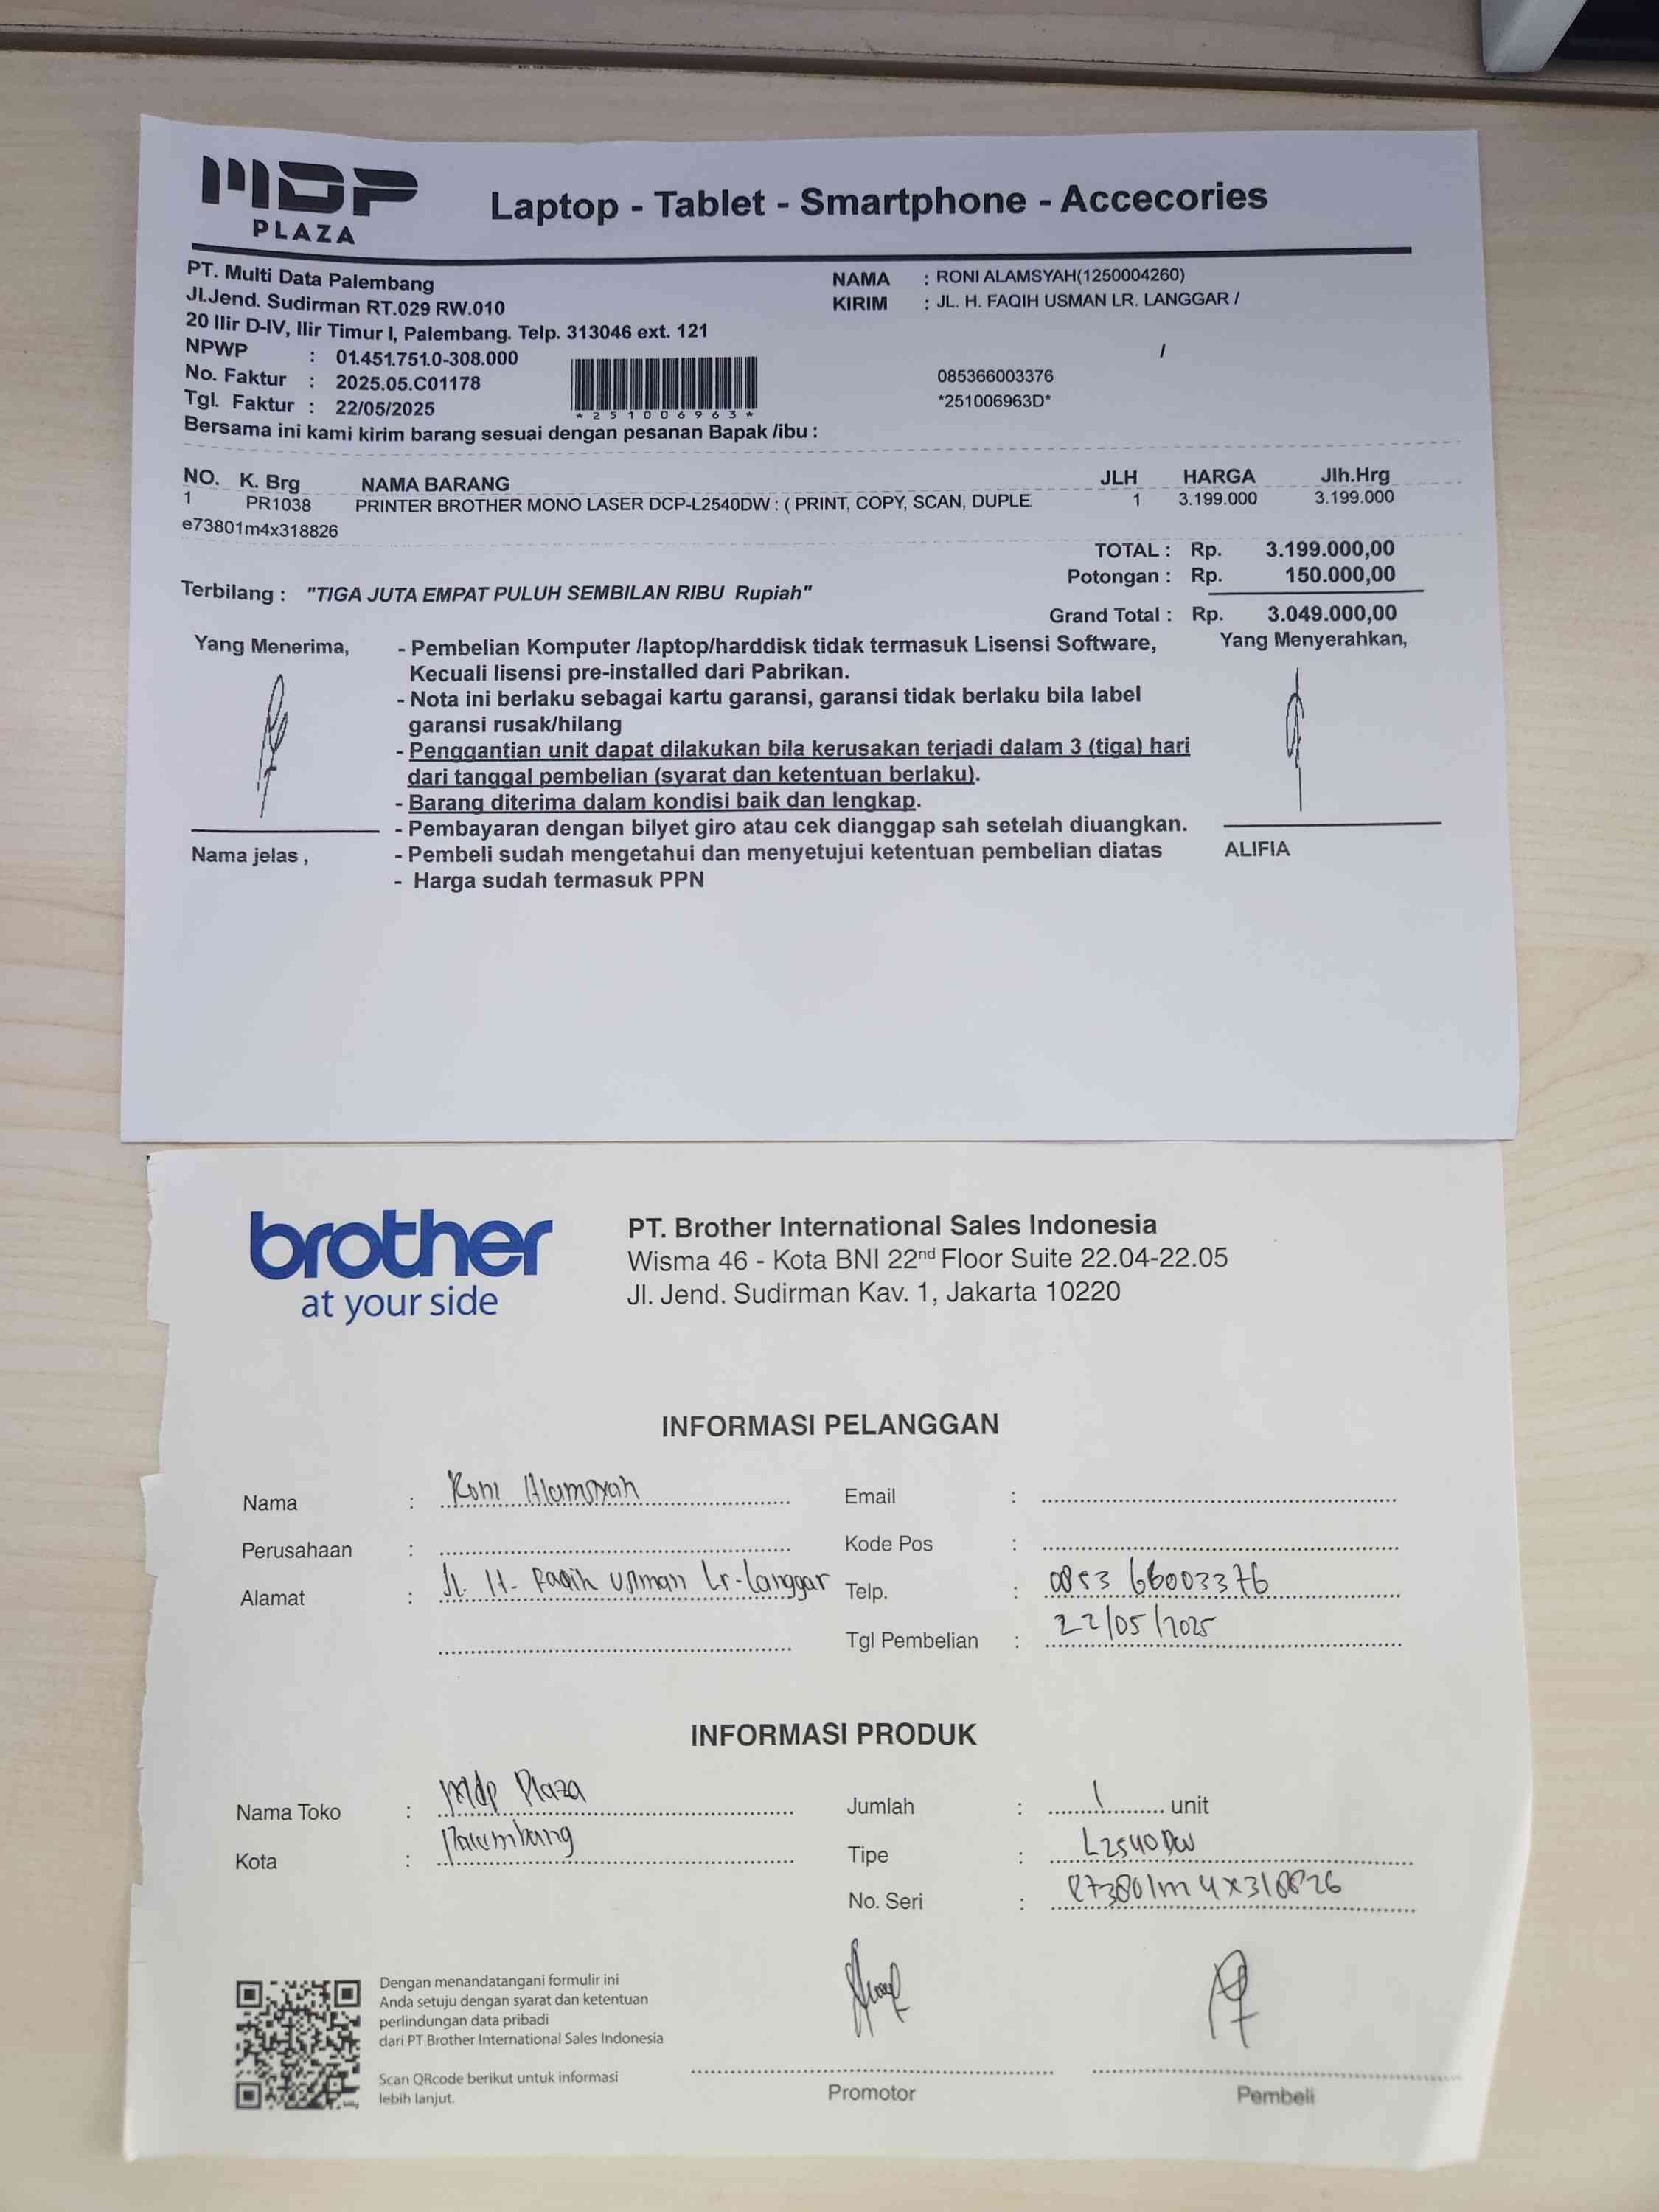 MDP
PLAZA
Laptop - Tablet - Smartphone - Accecories
PT. Multi Data Palembang
Jl.Jend. Sudirman RT.029 RW.010
20 Ilir D-IV, Ilir Timur I, Palembang. Telp. 313046 ext. 121
NPWP : 01.451.751.0-308.000
No. Faktur : 2025.05.C01178
Tgl. Faktur : 22/05/2025
*251006963*
NAMA : RONI ALAMSYAH(1250004260)
KIRIM : JL. H. FAQIH USMAN LR. LANGGAR /
/
085366003376
*251006963D*
Bersama ini kami kirim barang sesuai dengan pesanan Bapak /ibu :
NO. K. Brg NAMA BARANG JLH HARGA Jlh.Hrg
1 PR1038 PRINTER BROTHER MONO LASER DCP-L2540DW : ( PRINT, COPY, SCAN, DUPLE 1 3.199.000 3.199.000
e73801m4x318826
TOTAL : Rp. 3.199.000,00
Potongan : Rp. 150.000,00
Terbilang : "TIGA JUTA EMPAT PULUH SEMBILAN RIBU Rupiah"
Grand Total : Rp. 3.049.000,00
Yang Menerima,
- Pembelian Komputer /laptop/harddisk tidak termasuk Lisensi Software,
Kecuali lisensi pre-installed dari Pabrikan.
- Nota ini berlaku sebagai kartu garansi, garansi tidak berlaku bila label
garansi rusak/hilang
- Penggantian unit dapat dilakukan bila kerusakan terjadi dalam 3 (tiga) hari
dari tanggal pembelian (syarat dan ketentuan berlaku).
- Barang diterima dalam kondisi baik dan lengkap.
- Pembayaran dengan bilyet giro atau cek dianggap sah setelah diuangkan.
- Pembeli sudah mengetahui dan menyetujui ketentuan pembelian diatas
- Harga sudah termasuk PPN
Yang Menyerahkan,
Nama jelas ,
ALIFIA
brother
at your side
PT. Brother International Sales Indonesia
Wisma 46 - Kota BNI 22nd Floor Suite 22.04-22.05
Jl. Jend. Sudirman Kav. 1, Jakarta 10220
INFORMASI PELANGGAN
Nama : Roni Alamsyah
Perusahaan :
Alamat : Jl. H. Faqih Usman Lr-langgar
Email :
Kode Pos :
Telp. : 0853 66003376
Tgl Pembelian : 22/05/2025
INFORMASI PRODUK
Nama Toko : Mdp Plaza
Kota : Palembang
Jumlah : 1 unit
Tipe : L2540DW
No. Seri : e73801m4x318826
Dengan menandatangani formulir ini
Anda setuju dengan syarat dan ketentuan
perlindungan data pribadi
dari PT Brother International Sales Indonesia
Scan QRcode berikut untuk informasi
lebih lanjut.
Promotor
Pembeli